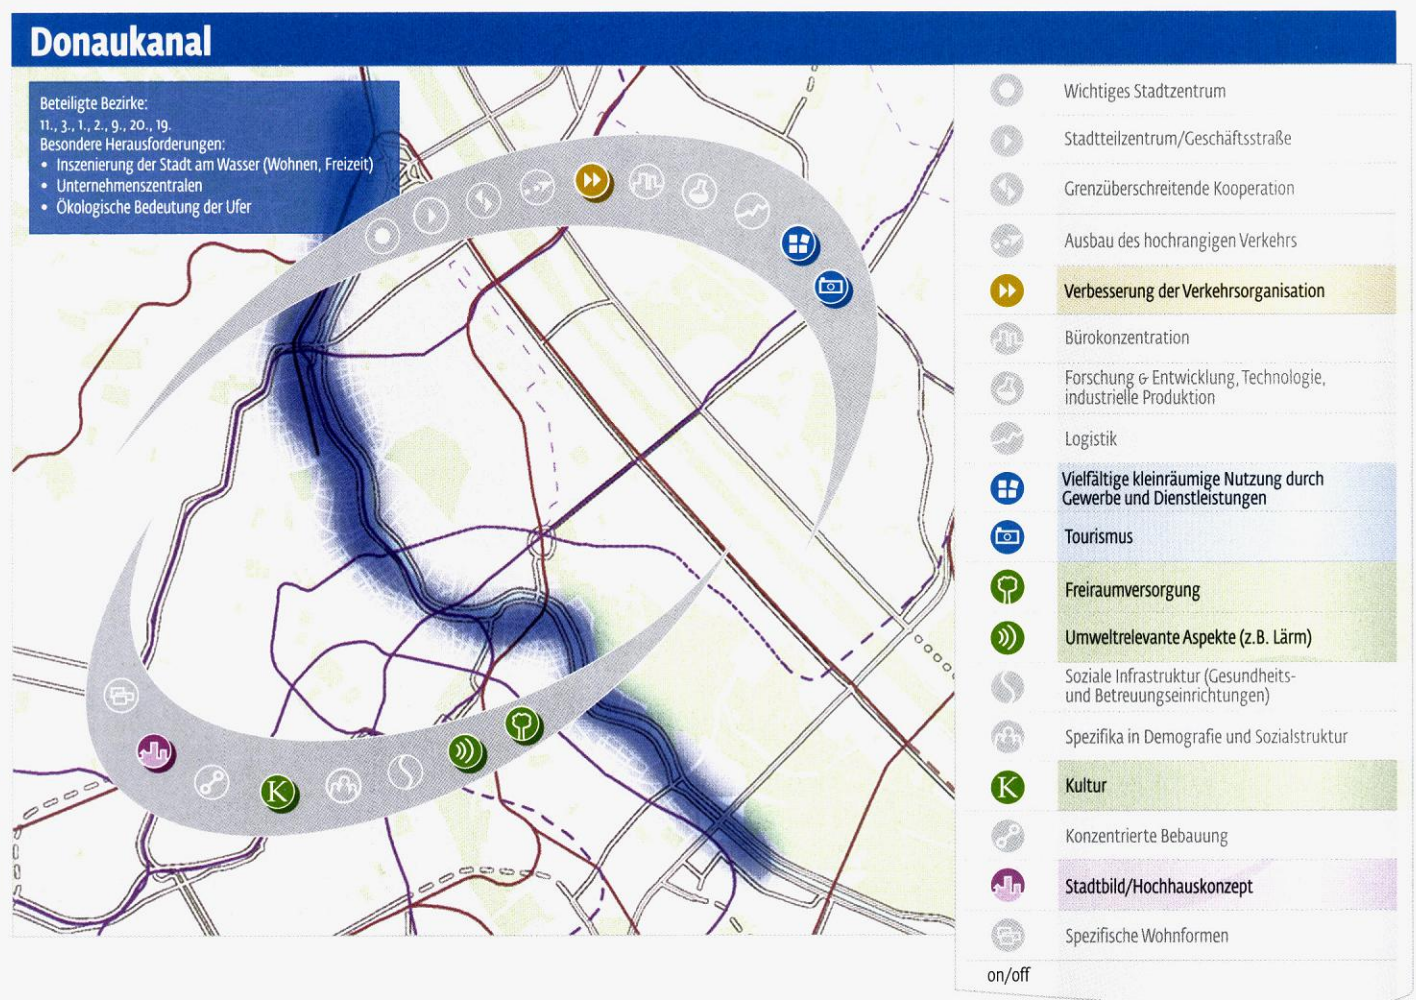 Donaukanal
Beteiligte Bezirke:
11., 3., 1., 2., 9., 20., 19.
Besondere Herausforderungen:
• Inszenierung der Stadt am Wasser (Wohnen, Freizeit)
• Unternehmenszentralen
• Ökologische Bedeutung der Ufer
K
Wichtiges Stadtzentrum
Stadtteilzentrum/Geschäftsstraße
Grenzüberschreitende Kooperation
Ausbau des hochrangigen Verkehrs
Verbesserung der Verkehrsorganisation
Bürokonzentration
Forschung & Entwicklung, Technologie,
industrielle Produktion
Logistik
Vielfältige kleinräumige Nutzung durch
Gewerbe und Dienstleistungen
Tourismus
Freiraumversorgung
Umweltrelevante Aspekte (z.B. Lärm)
Soziale Infrastruktur (Gesundheits-
und Betreuungseinrichtungen)
Spezifika in Demografie und Sozialstruktur
K Kultur
Konzentrierte Bebauung
Stadtbild/Hochhauskonzept
Spezifische Wohnformen
on/off